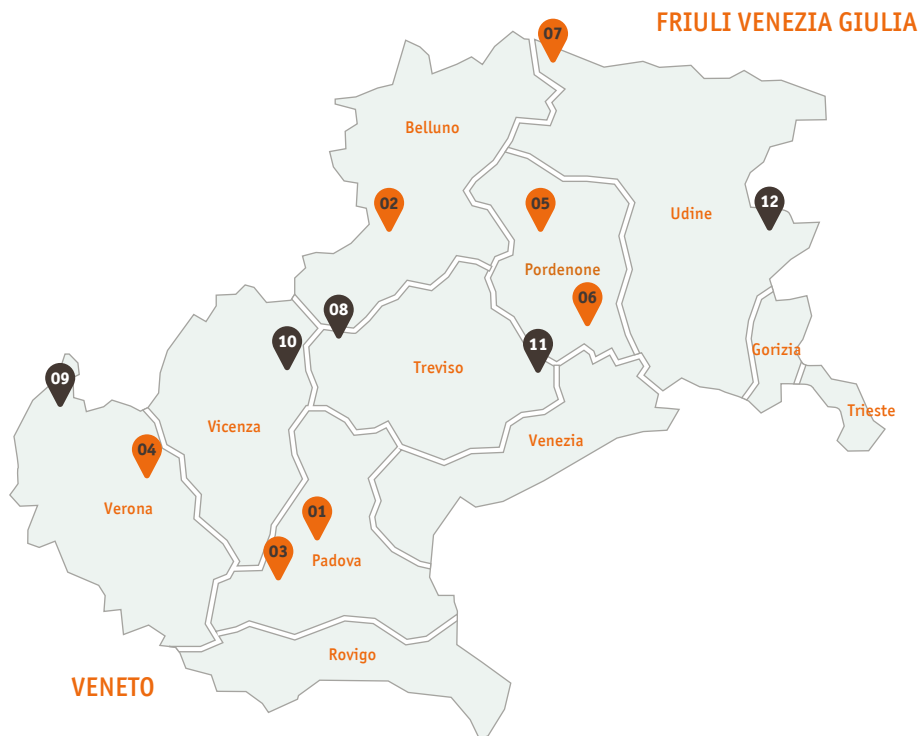 FRIULI VENEZIA GIULIA
07
Belluno
02
05
12
Udine
Pordenone
06
08
10
11
Gorizia
09
Treviso
Trieste
Vicenza
Venezia
04
Verona
01
03
Padova
Rovigo
VENETO